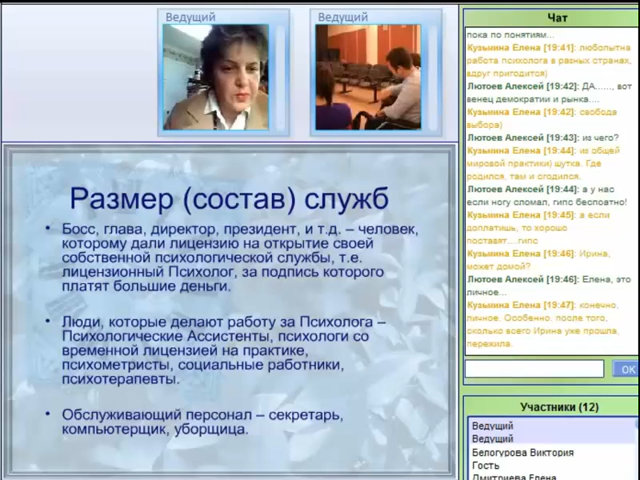 Ведущий
Ведущий
Размер (состав) служб
• Босс, глава, директор, президент, и т.д. – человек,
которому дали лицензию на открытие своей
собственной психологической службы, т.е.
лицензионный Психолог, за подпись которого
платят большие деньги.
• Люди, которые делают работу за Психолога –
Психологические Ассистенты, психологи со
временной лицензией на практике,
психометристы, социальные работники,
психотерапевты.
• Обслуживающий персонал – секретарь,
компьютерщик, уборщица.
Чат
пока по понятиям...
Кузьмина Елена [19:41]: любопытна
работа психолога в разных странах,
вдруг пригодится)
Лютоев Алексей [19:42]: ДА......, вот
венец демократии и рынка....
Кузьмина Елена [19:42]: свобода
выбора)
Лютоев Алексей [19:43]: из чего?
Кузьмина Елена [19:44]: из общей
мировой практики) шутка. Где
родился, там и сгодился.
Лютоев Алексей [19:44]: а у нас
если ногу сломал, гипс бесплатно!
Кузьмина Елена [19:45]: а если
доплатишь, то хорошо
поставят....гипс
Кузьмина Елена [19:46]: Ирина,
может домой?
Лютоев Алексей [19:46]: Елена, это
личное...
Кузьмина Елена [19:47]: конечно,
личное. Особенно, после того,
сколько всего Ирина уже прошла,
пережила.
ОК
Участники (12)
Ведущий
Ведущий
Белогурова Виктория
Гость
Дмитриева Елена